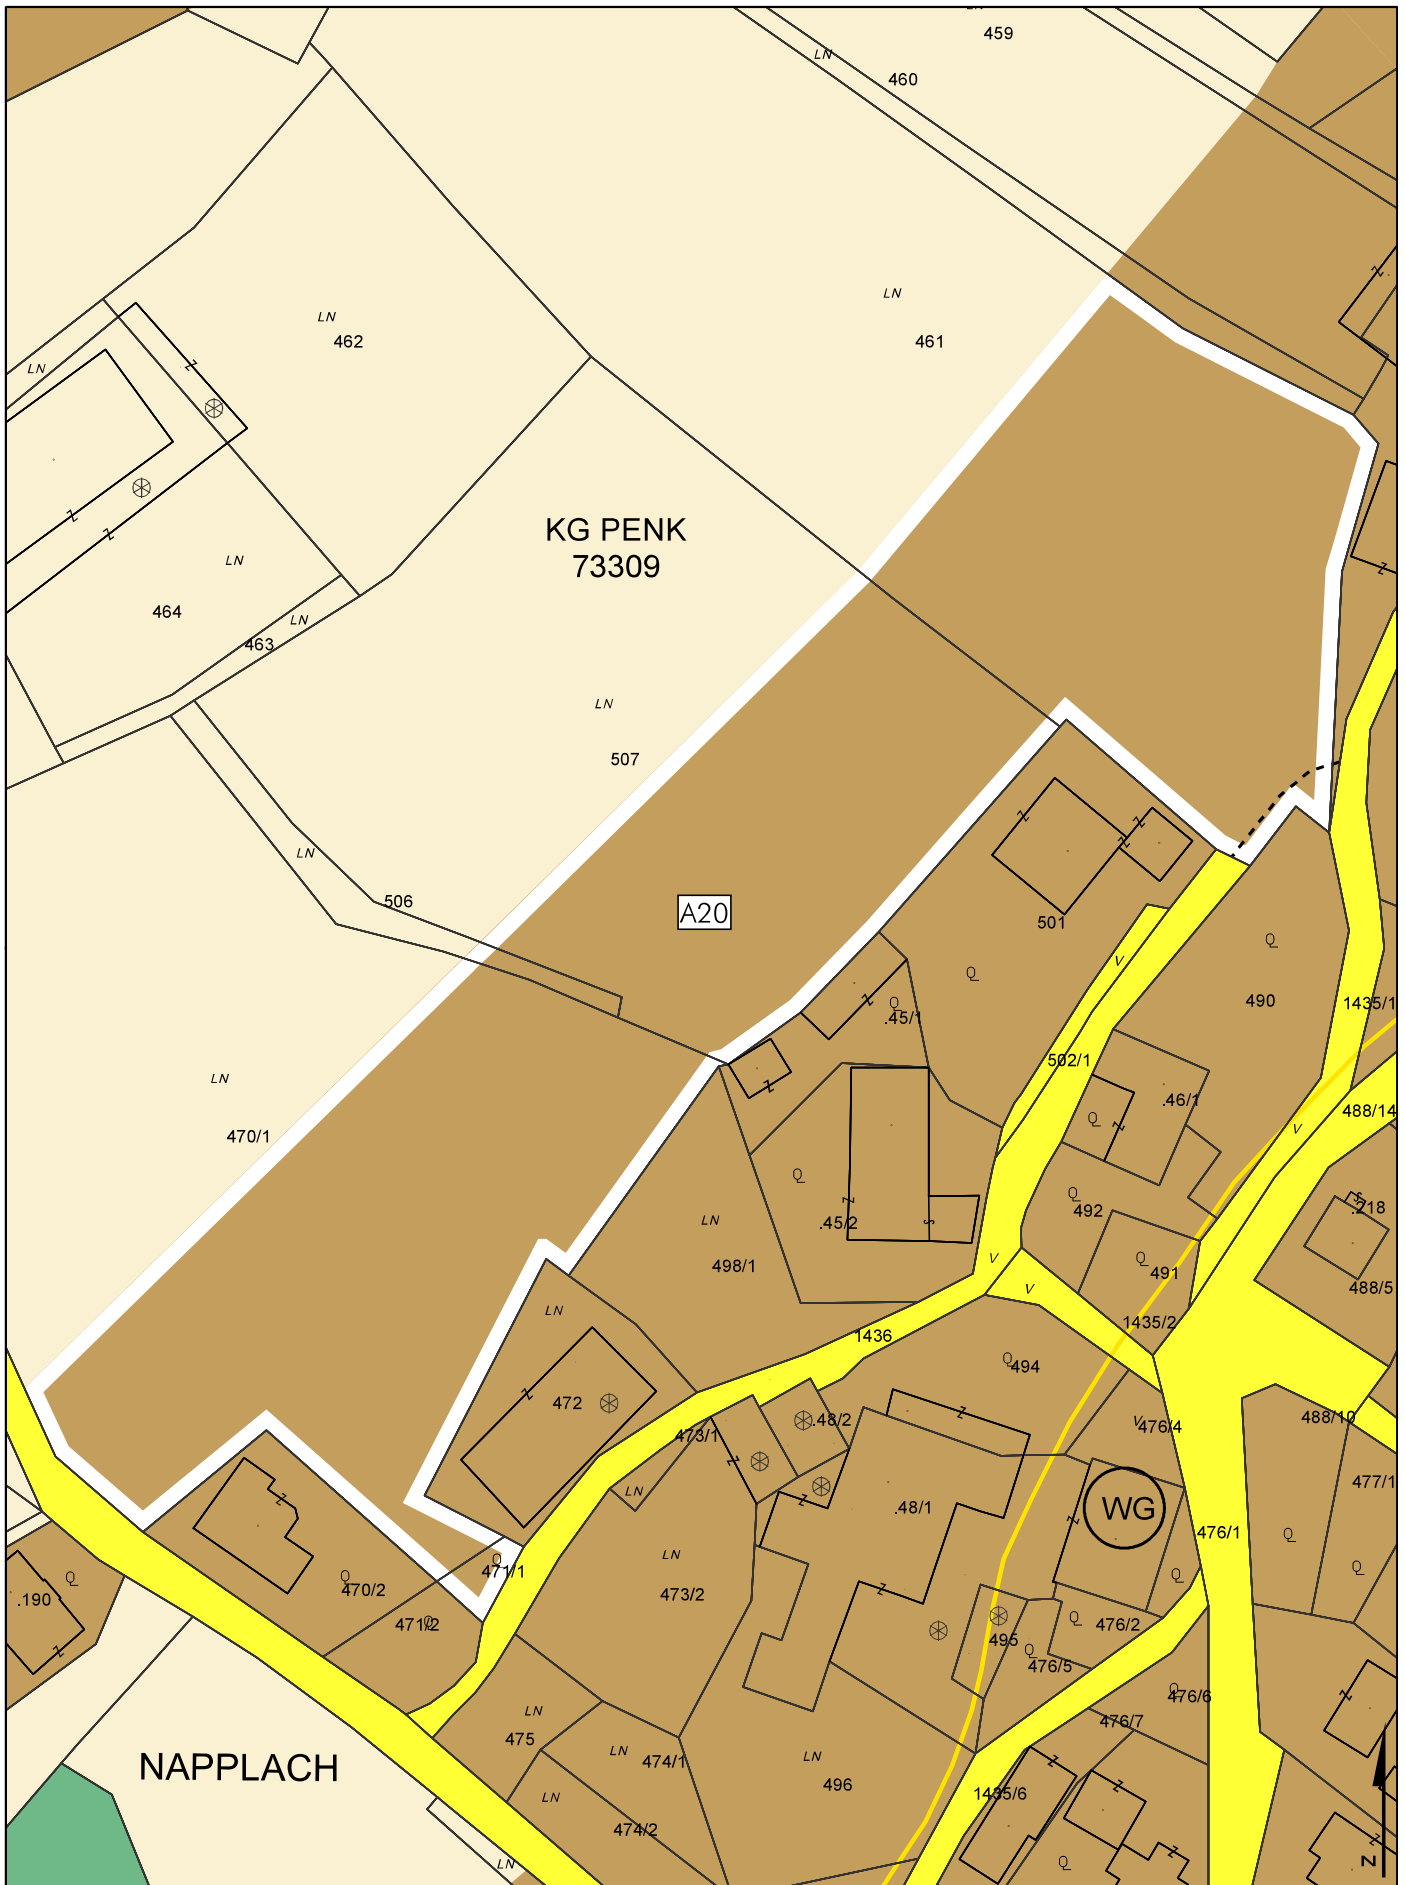 459
LN
460
LN
461
LN
462
LN
KG PENK
73309
LN
464
LN
463
LN
507
LN
506
A20
501
Q
Q
490
V
Q
.45/1
1435/1
502/1
LN
470/1
.46/1
488/14
Q
V
Q
Q
492
.218
LN
.45/2
498/1
V
Q
491
V
488/5
LN
1435/2
1436
Q
494
472
.48/2
V
476/4
488/10
473/1
477/1
LN
.48/1
WG
476/1
Q
Q
LN
Q
471/1
Q
.190
Q
470/2
473/2
Q
471/2
Q
476/2
495
Q
476/5
Q
476/6
LN
475
476/7
LN
474/1
LN
496
NAPPLACH
LN
474/2
1435/6
LN
Q
N